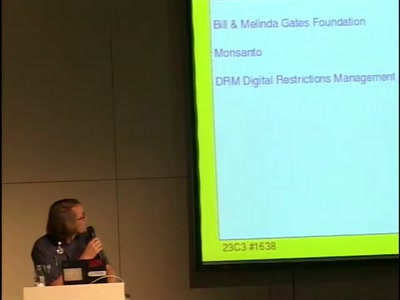 Bill & Melinda Gates Foundation
Monsanto
DRM Digital Restrictions Management
23C3 #1638